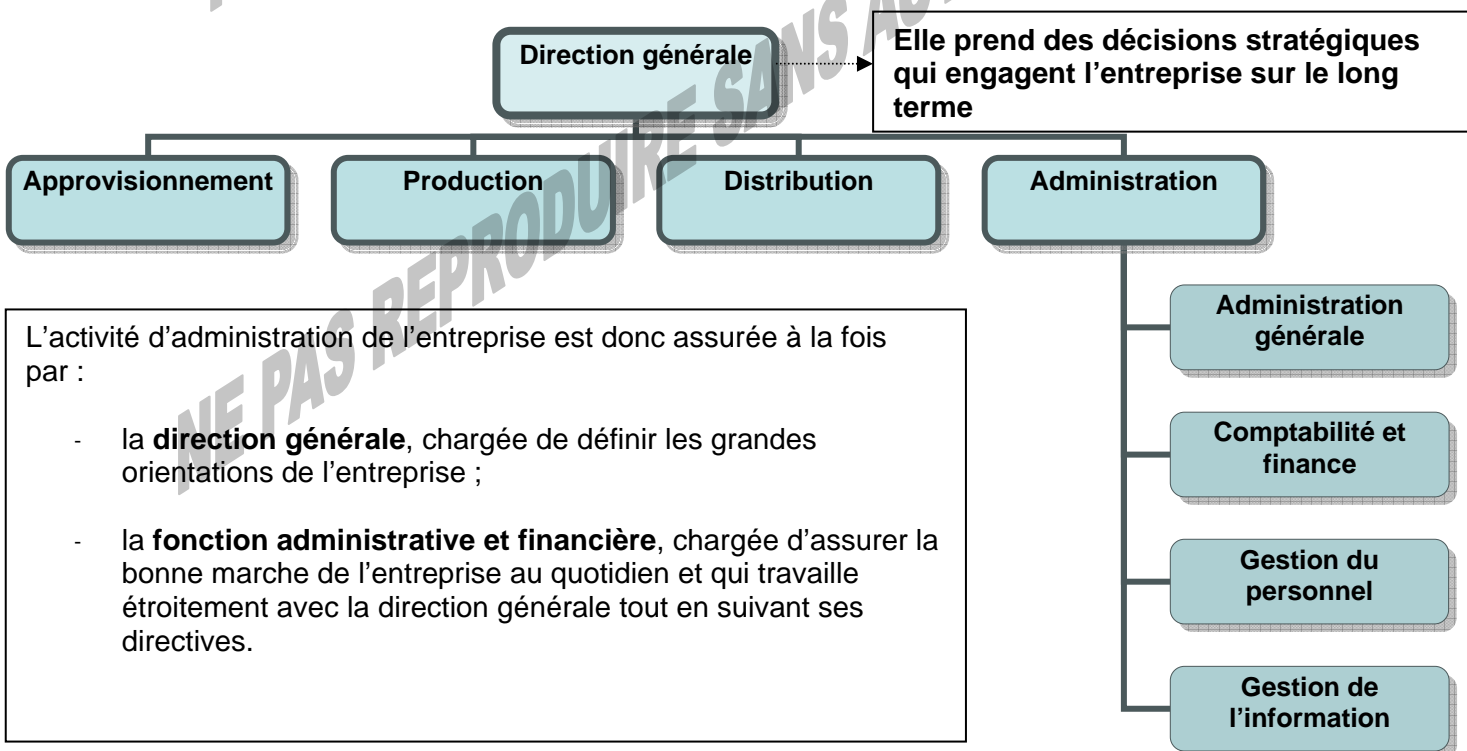 Direction générale
Elle prend des décisions stratégiques
qui engagent l’entreprise sur le long
terme
Approvisionnement
Production
Distribution
Administration
Administration
générale
Comptabilité et
finance
Gestion du
personnel
Gestion de
l’information
L’activité d’administration de l’entreprise est donc assurée à la fois
par :
- la direction générale, chargée de définir les grandes
orientations de l’entreprise ;
- la fonction administrative et financière, chargée d’assurer la
bonne marche de l’entreprise au quotidien et qui travaille
étroitement avec la direction générale tout en suivant ses
directives.
NE PAS REPRODUIRE SANS